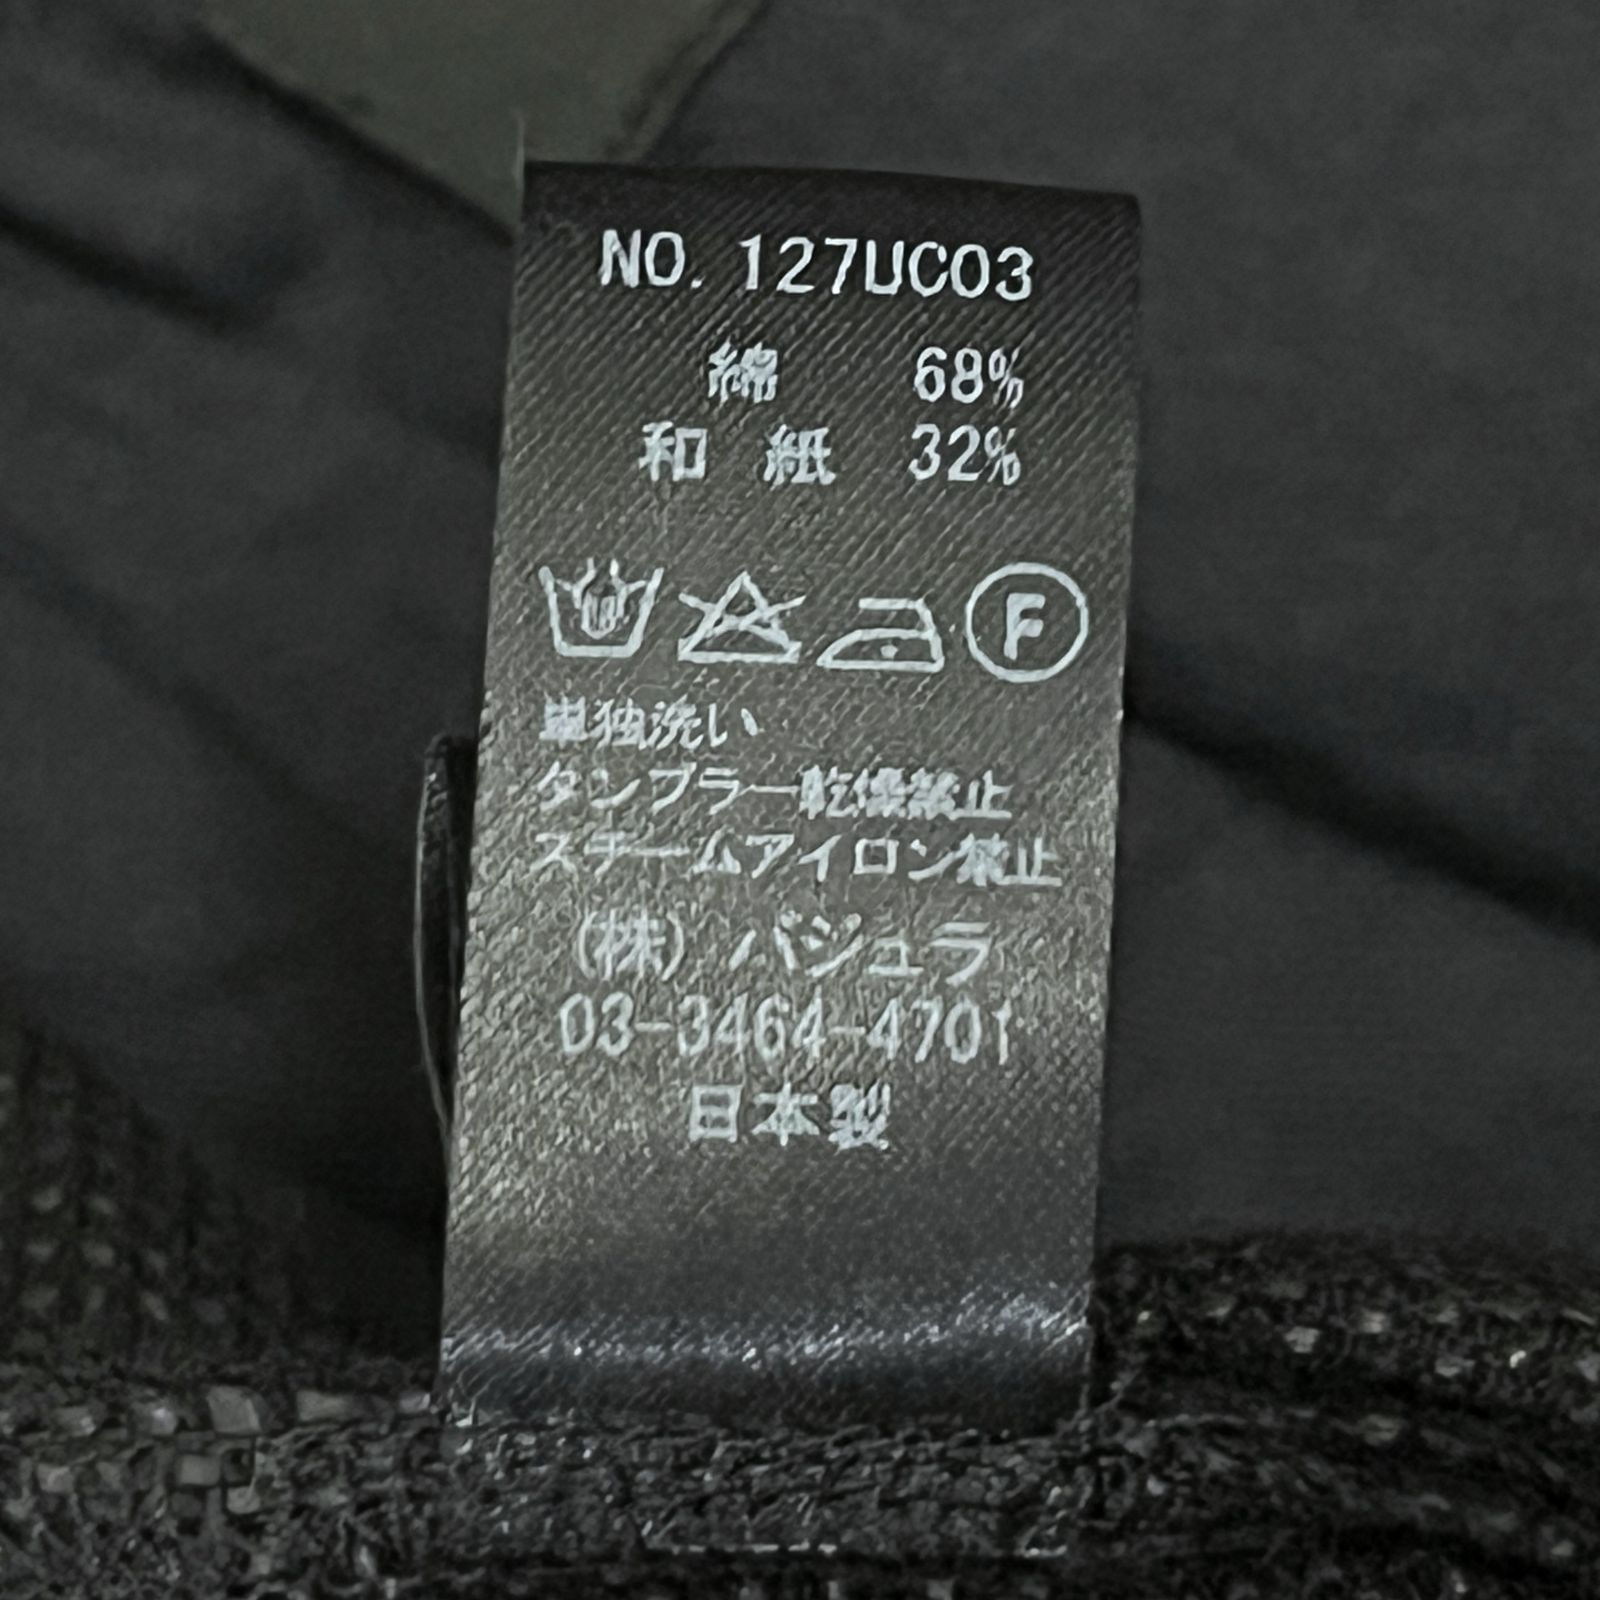 NO. 127UC03
綿 68%
和 紙 32%
F
単独洗い
タンブラー乾燥禁止
スチームアイロン禁止
(株) バシュラ
03-3464-4701
日本製